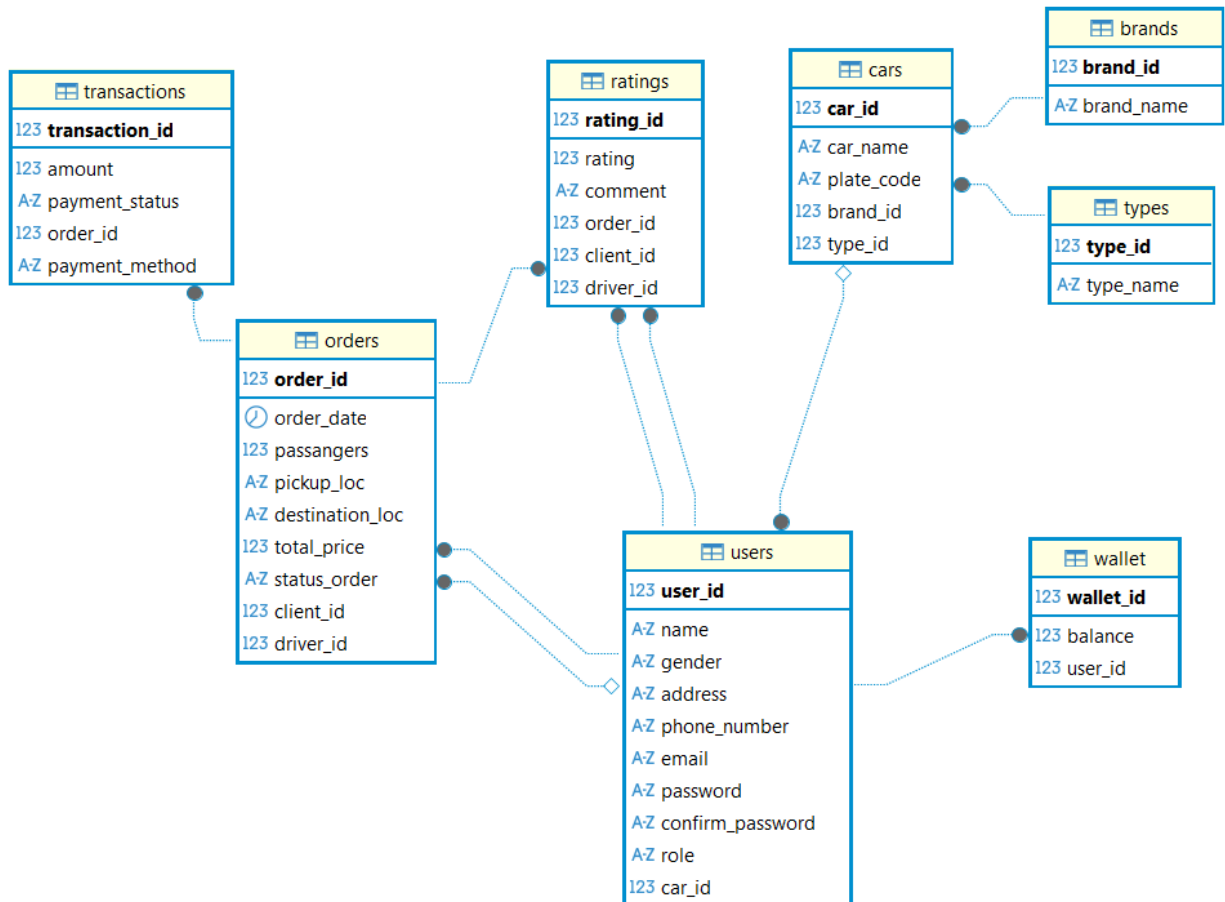 transactions
123 transaction_id
123 amount
A-Z payment_status
123 order_id
A-Z payment_method
ratings
123 rating_id
123 rating
A-Z comment
123 order_id
123 client_id
123 driver_id
cars
123 car_id
A-Z car_name
A-Z plate_code
123 brand_id
123 type_id
brands
123 brand_id
A-Z brand_name
types
123 type_id
A-Z type_name
orders
123 order_id
order_date
123 passangers
A-Z pickup_loc
A-Z destination_loc
123 total_price
A-Z status_order
123 client_id
123 driver_id
users
123 user_id
A-Z name
A-Z gender
A-Z address
A-Z phone_number
A-Z email
A-Z password
A-Z confirm_password
A-Z role
123 car_id
wallet
123 wallet_id
123 balance
123 user_id